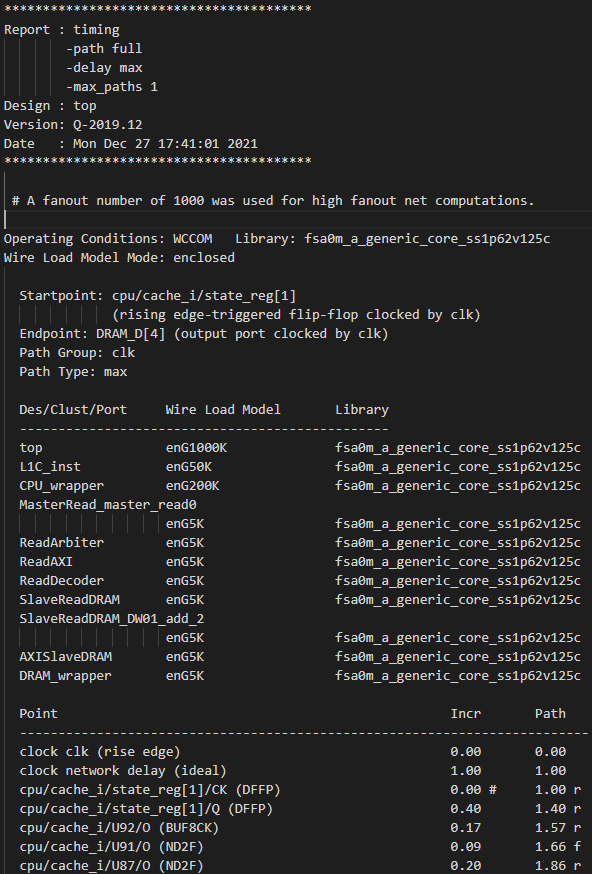 ****************************************
Report : timing
        -path full
        -delay max
        -max_paths 1
Design : top
Version: Q-2019.12
Date   : Mon Dec 27 17:41:01 2021
****************************************

 # A fanout number of 1000 was used for high fanout net computations.

Operating Conditions: WCCOM   Library: fsa0m_a_generic_core_ss1p62v125c
Wire Load Model Mode: enclosed

  Startpoint: cpu/cache_i/state_reg[1]
              (rising edge-triggered flip-flop clocked by clk)
  Endpoint: DRAM_D[4] (output port clocked by clk)
  Path Group: clk
  Path Type: max

  Des/Clust/Port     Wire Load Model       Library
  ------------------------------------------------
  top                enG1000K              fsa0m_a_generic_core_ss1p62v125c
  L1C_inst           enG50K                fsa0m_a_generic_core_ss1p62v125c
  CPU_wrapper        enG200K               fsa0m_a_generic_core_ss1p62v125c
  MasterRead_master_read0
                     enG5K                 fsa0m_a_generic_core_ss1p62v125c
  ReadArbiter        enG5K                 fsa0m_a_generic_core_ss1p62v125c
  ReadAXI            enG5K                 fsa0m_a_generic_core_ss1p62v125c
  ReadDecoder        enG5K                 fsa0m_a_generic_core_ss1p62v125c
  SlaveReadDRAM      enG5K                 fsa0m_a_generic_core_ss1p62v125c
  SlaveReadDRAM_DW01_add_2
                     enG5K                 fsa0m_a_generic_core_ss1p62v125c
  AXISlaveDRAM       enG5K                 fsa0m_a_generic_core_ss1p62v125c
  DRAM_wrapper       enG5K                 fsa0m_a_generic_core_ss1p62v125c

  Point                                                   Incr       Path
  --------------------------------------------------------------------------
  clock clk (rise edge)                                   0.00       0.00
  clock network delay (ideal)                             1.00       1.00
  cpu/cache_i/state_reg[1]/CK (DFFP)                      0.00 #     1.00 r
  cpu/cache_i/state_reg[1]/Q (DFFP)                       0.40       1.40 r
  cpu/cache_i/U92/O (BUF8CK)                              0.17       1.57 r
  cpu/cache_i/U91/O (ND2F)                                0.09       1.66 f
  cpu/cache_i/U87/O (ND2F)                                0.20       1.86 r